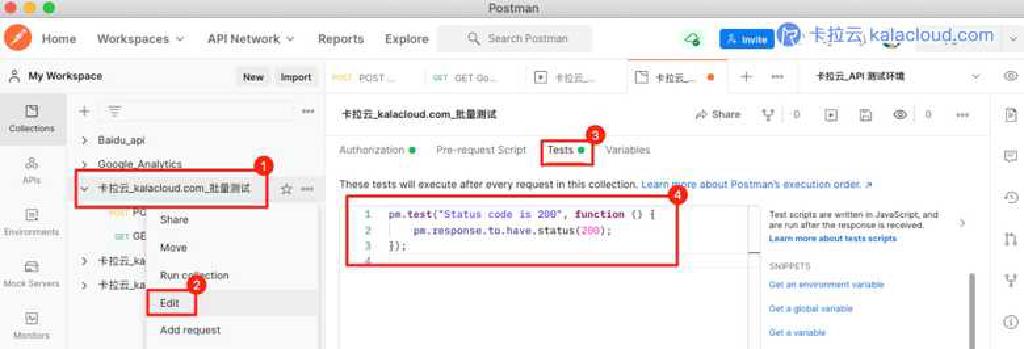 Postman
Home Workspaces API Network Reports Explore Search Postman Invite 卡拉云 kalacloud.com
My Workspace New Import POST POST ... GET GET Go... 卡拉云_... 卡拉云_... 卡拉云_API 测试环境
Collections
APIs
Environments
Mock Servers
Monitors
Baidu_api
Google_Analytics
卡拉云_kalacloud.com_批量测试
1
PO
GE
卡拉云_ka
卡拉云_ka
Share
Move
Run collection
2
Edit
Add request
卡拉云_kalacloud.com_批量测试 Share 0 0
3
Authorization Pre-request Script Tests Variables
These tests will execute after every request in this collection. Learn more about Postman's execution order.
4
1 pm.test("Status code is 200", function () {
2 pm.response.to.have.status(200);
3 });
4
Test scripts are written in JavaScript, and
are run after the response is received.
Learn more about tests scripts
SNIPPETS
Get an environment variable
Get a global variable
Get a variable